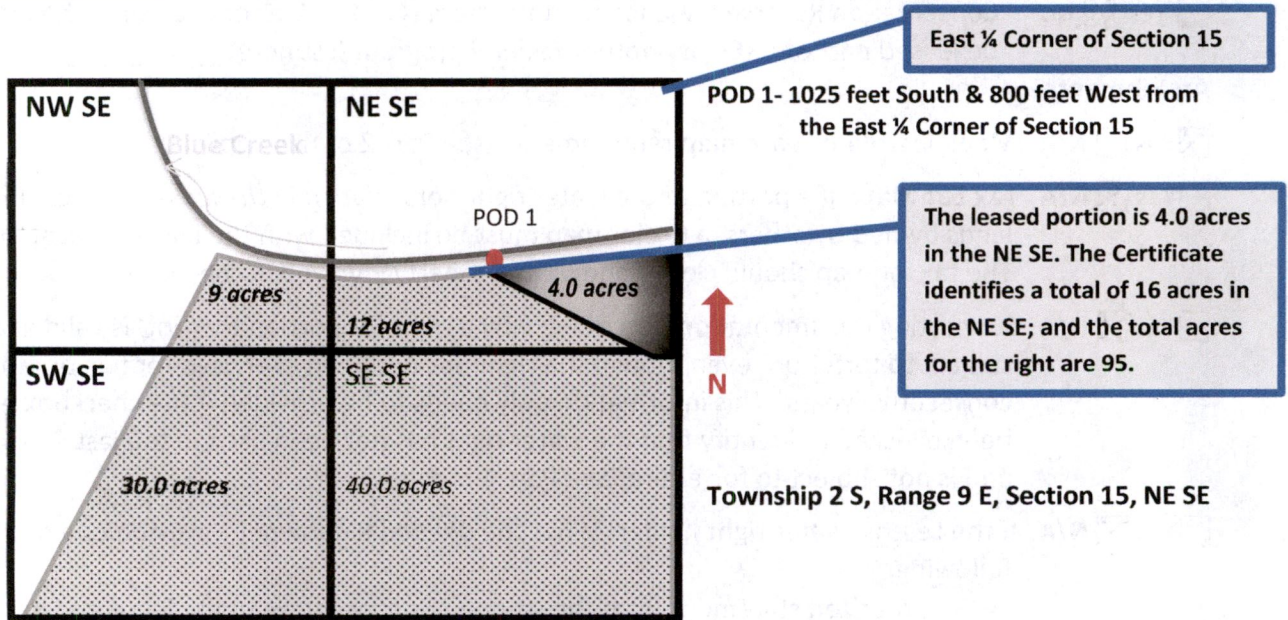 East ¼ Corner of Section 15
POD 1- 1025 feet South & 800 feet West from
the East ¼ Corner of Section 15
NW SE
NE SE
Blue Creek
POD 1
The leased portion is 4.0 acres
in the NE SE. The Certificate
identifies a total of 16 acres in
the NE SE; and the total acres
for the right are 95.
9 acres
4.0 acres
12 acres
N
SW SE
SE SE
30.0 acres
40.0 acres
Township 2 S, Range 9 E, Section 15, NE SE